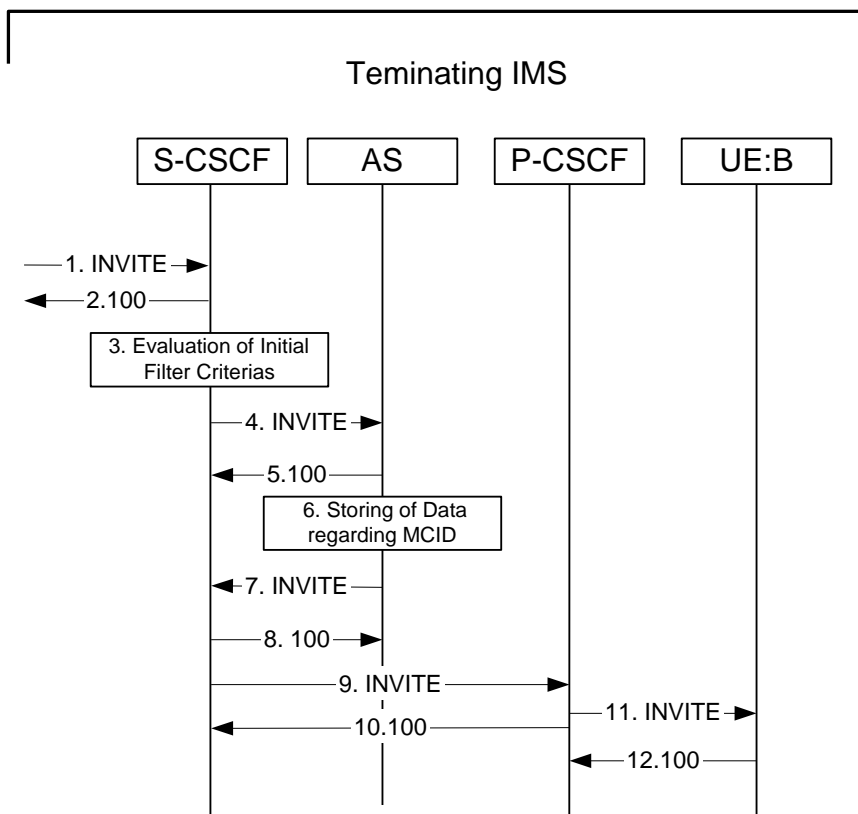 Teminating IMS
S-CSCF
AS
P-CSCF
UE:B
1. INVITE
2.100
3. Evaluation of Initial
Filter Criterias
4. INVITE
5.100
6. Storing of Data
regarding MCID
7. INVITE
8. 100
9. INVITE
11. INVITE
10.100
12.100